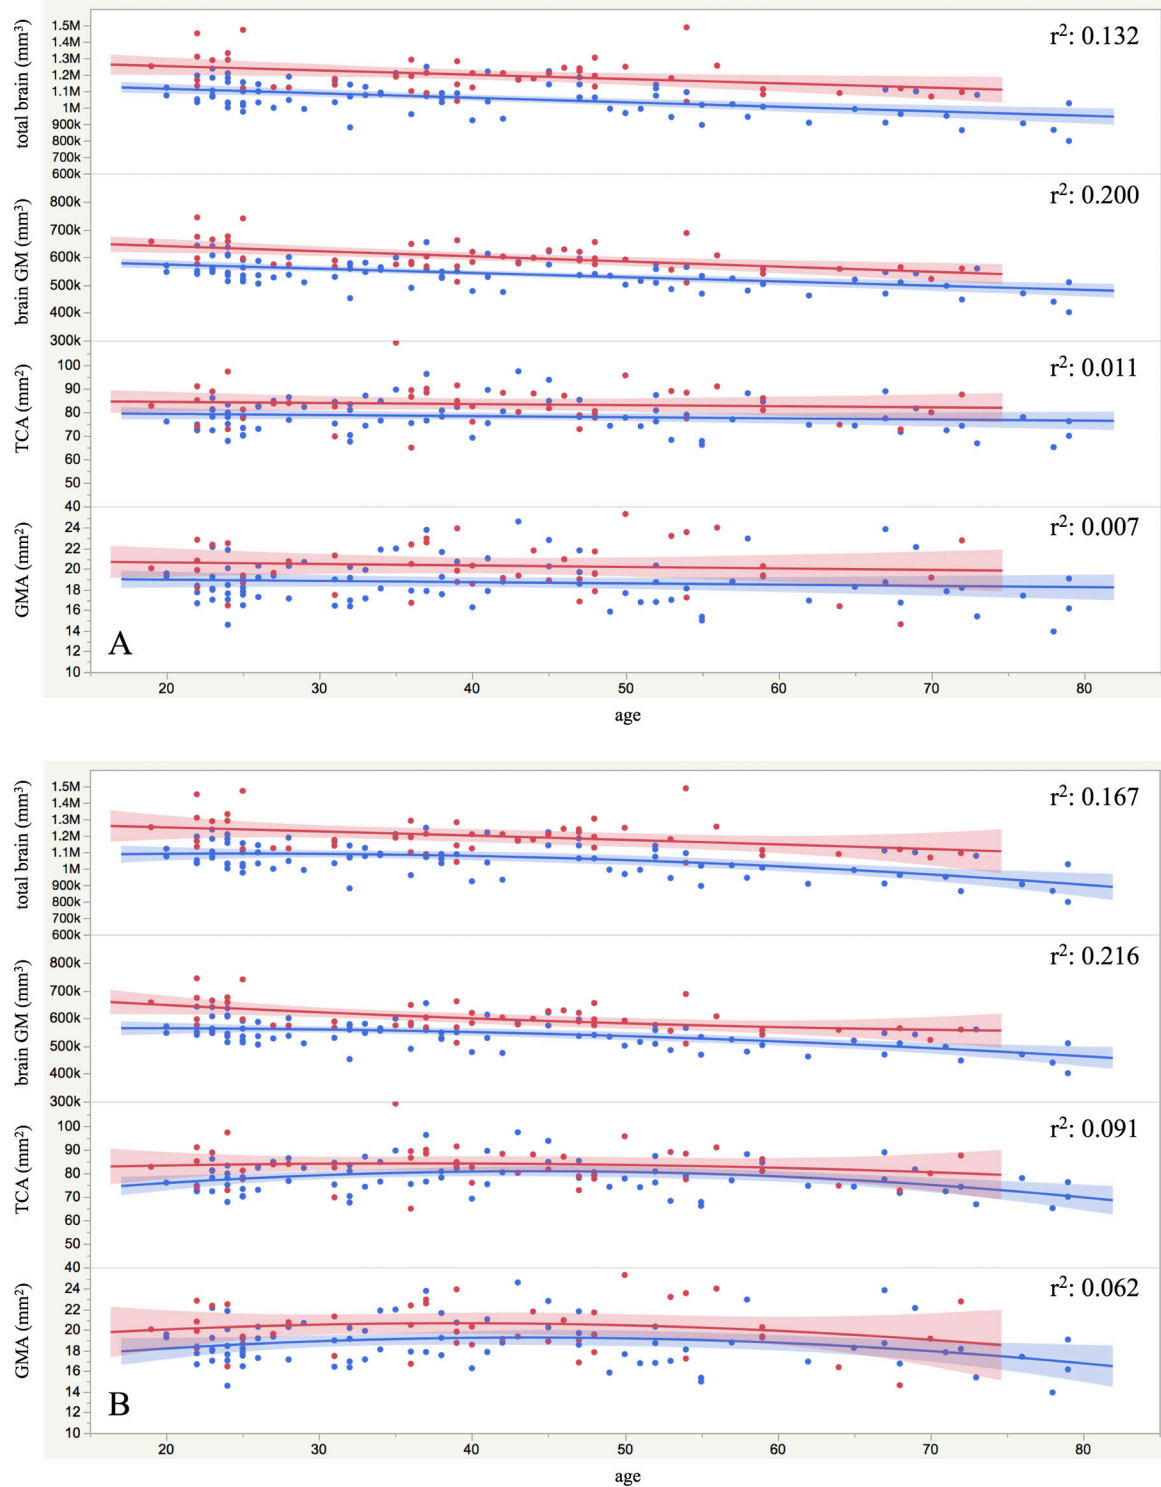 total brain (mm³)
1.5M
1.4M
1.3M
1.2M
1.1M
1M
900k
800k
700k
600k
r²: 0.132
brain GM (mm³)
800k
700k
600k
500k
400k
300k
r²: 0.200
TCA (mm²)
100
90
80
70
60
50
40
r²: 0.011
GMA (mm²)
24
22
20
18
16
14
12
10
r²: 0.007
A
20 30 40 50 60 70 80
age
total brain (mm³)
1.5M
1.4M
1.3M
1.2M
1.1M
1M
900k
800k
700k
600k
r²: 0.167
brain GM (mm³)
800k
700k
600k
500k
400k
300k
r²: 0.216
TCA (mm²)
100
90
80
70
60
50
40
r²: 0.091
GMA (mm²)
24
22
20
18
16
14
12
10
r²: 0.062
B
20 30 40 50 60 70 80
age